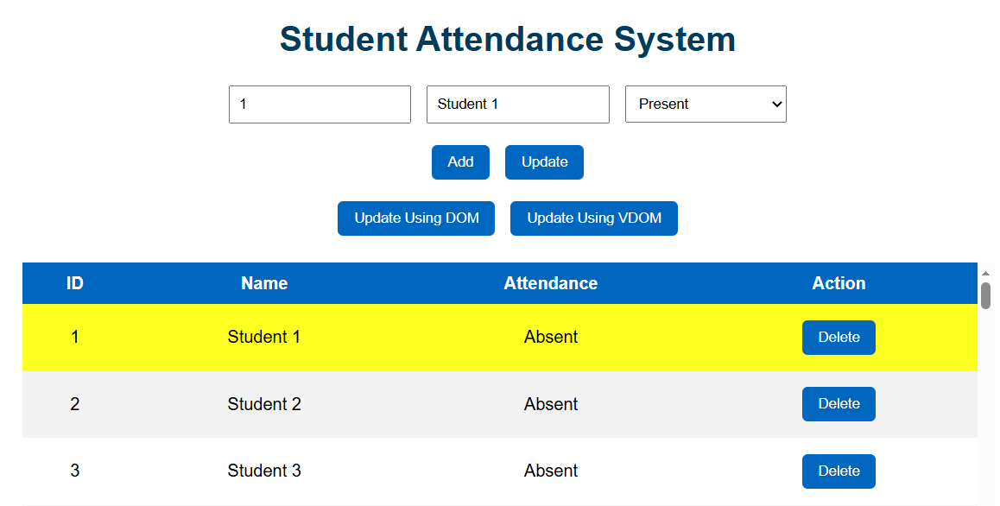 Student Attendance System
1 Student 1 Present
Add Update
Update Using DOM Update Using VDOM
ID Name Attendance Action
1 Student 1 Absent Delete
2 Student 2 Absent Delete
3 Student 3 Absent Delete